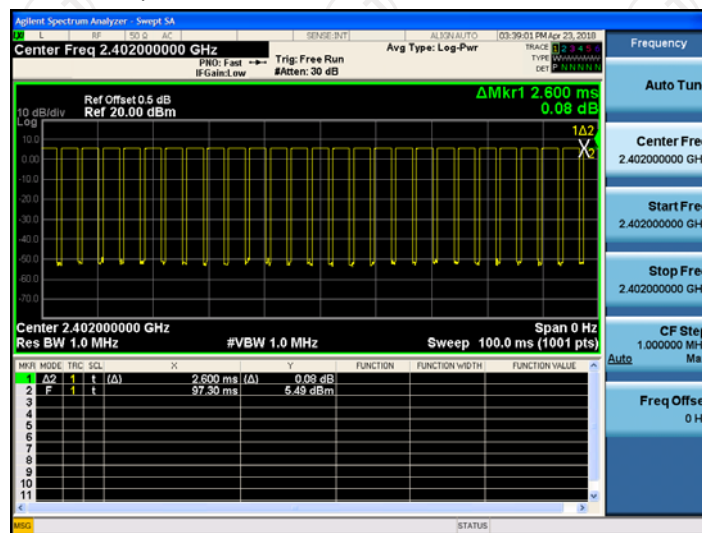 Agilent Spectrum Analyzer - Swept SA
L RF 50 Ω AC SENSE:INT ALIGN AUTO 03:39:01 PM Apr 23, 2018
Center Freq 2.402000000 GHz
PNO: Fast
IFGain:Low
Trig: Free Run
#Atten: 30 dB
Avg Type: Log-Pwr
TRACE 1 2 3 4 5 6
TYPE W
DET P N N N N N
ΔMkr1 2.600 ms
0.08 dB
Ref Offset 0.5 dB
10 dB/div Ref 20.00 dBm
Log
1Δ2
X2
10.0
0.00
-10.0
-20.0
-30.0
-40.0
-50.0
-60.0
-70.0
Center 2.402000000 GHz Span 0 Hz
Res BW 1.0 MHz #VBW 1.0 MHz Sweep 100.0 ms (1001 pts)
MKR MODE TRC SCL X Y FUNCTION FUNCTION WIDTH FUNCTION VALUE
1 Δ2 1 t (Δ) 2.600 ms (Δ) 0.08 dB
2 F 1 t 97.30 ms 5.49 dBm
3
4
5
6
7
8
9
10
11
MSG STATUS
Frequency
Auto Tun
Center Fre
2.402000000 GH
Start Fre
2.402000000 GH
Stop Fre
2.402000000 GH
CF Step
1.000000 MH
Auto Ma
Freq Offse
0 H